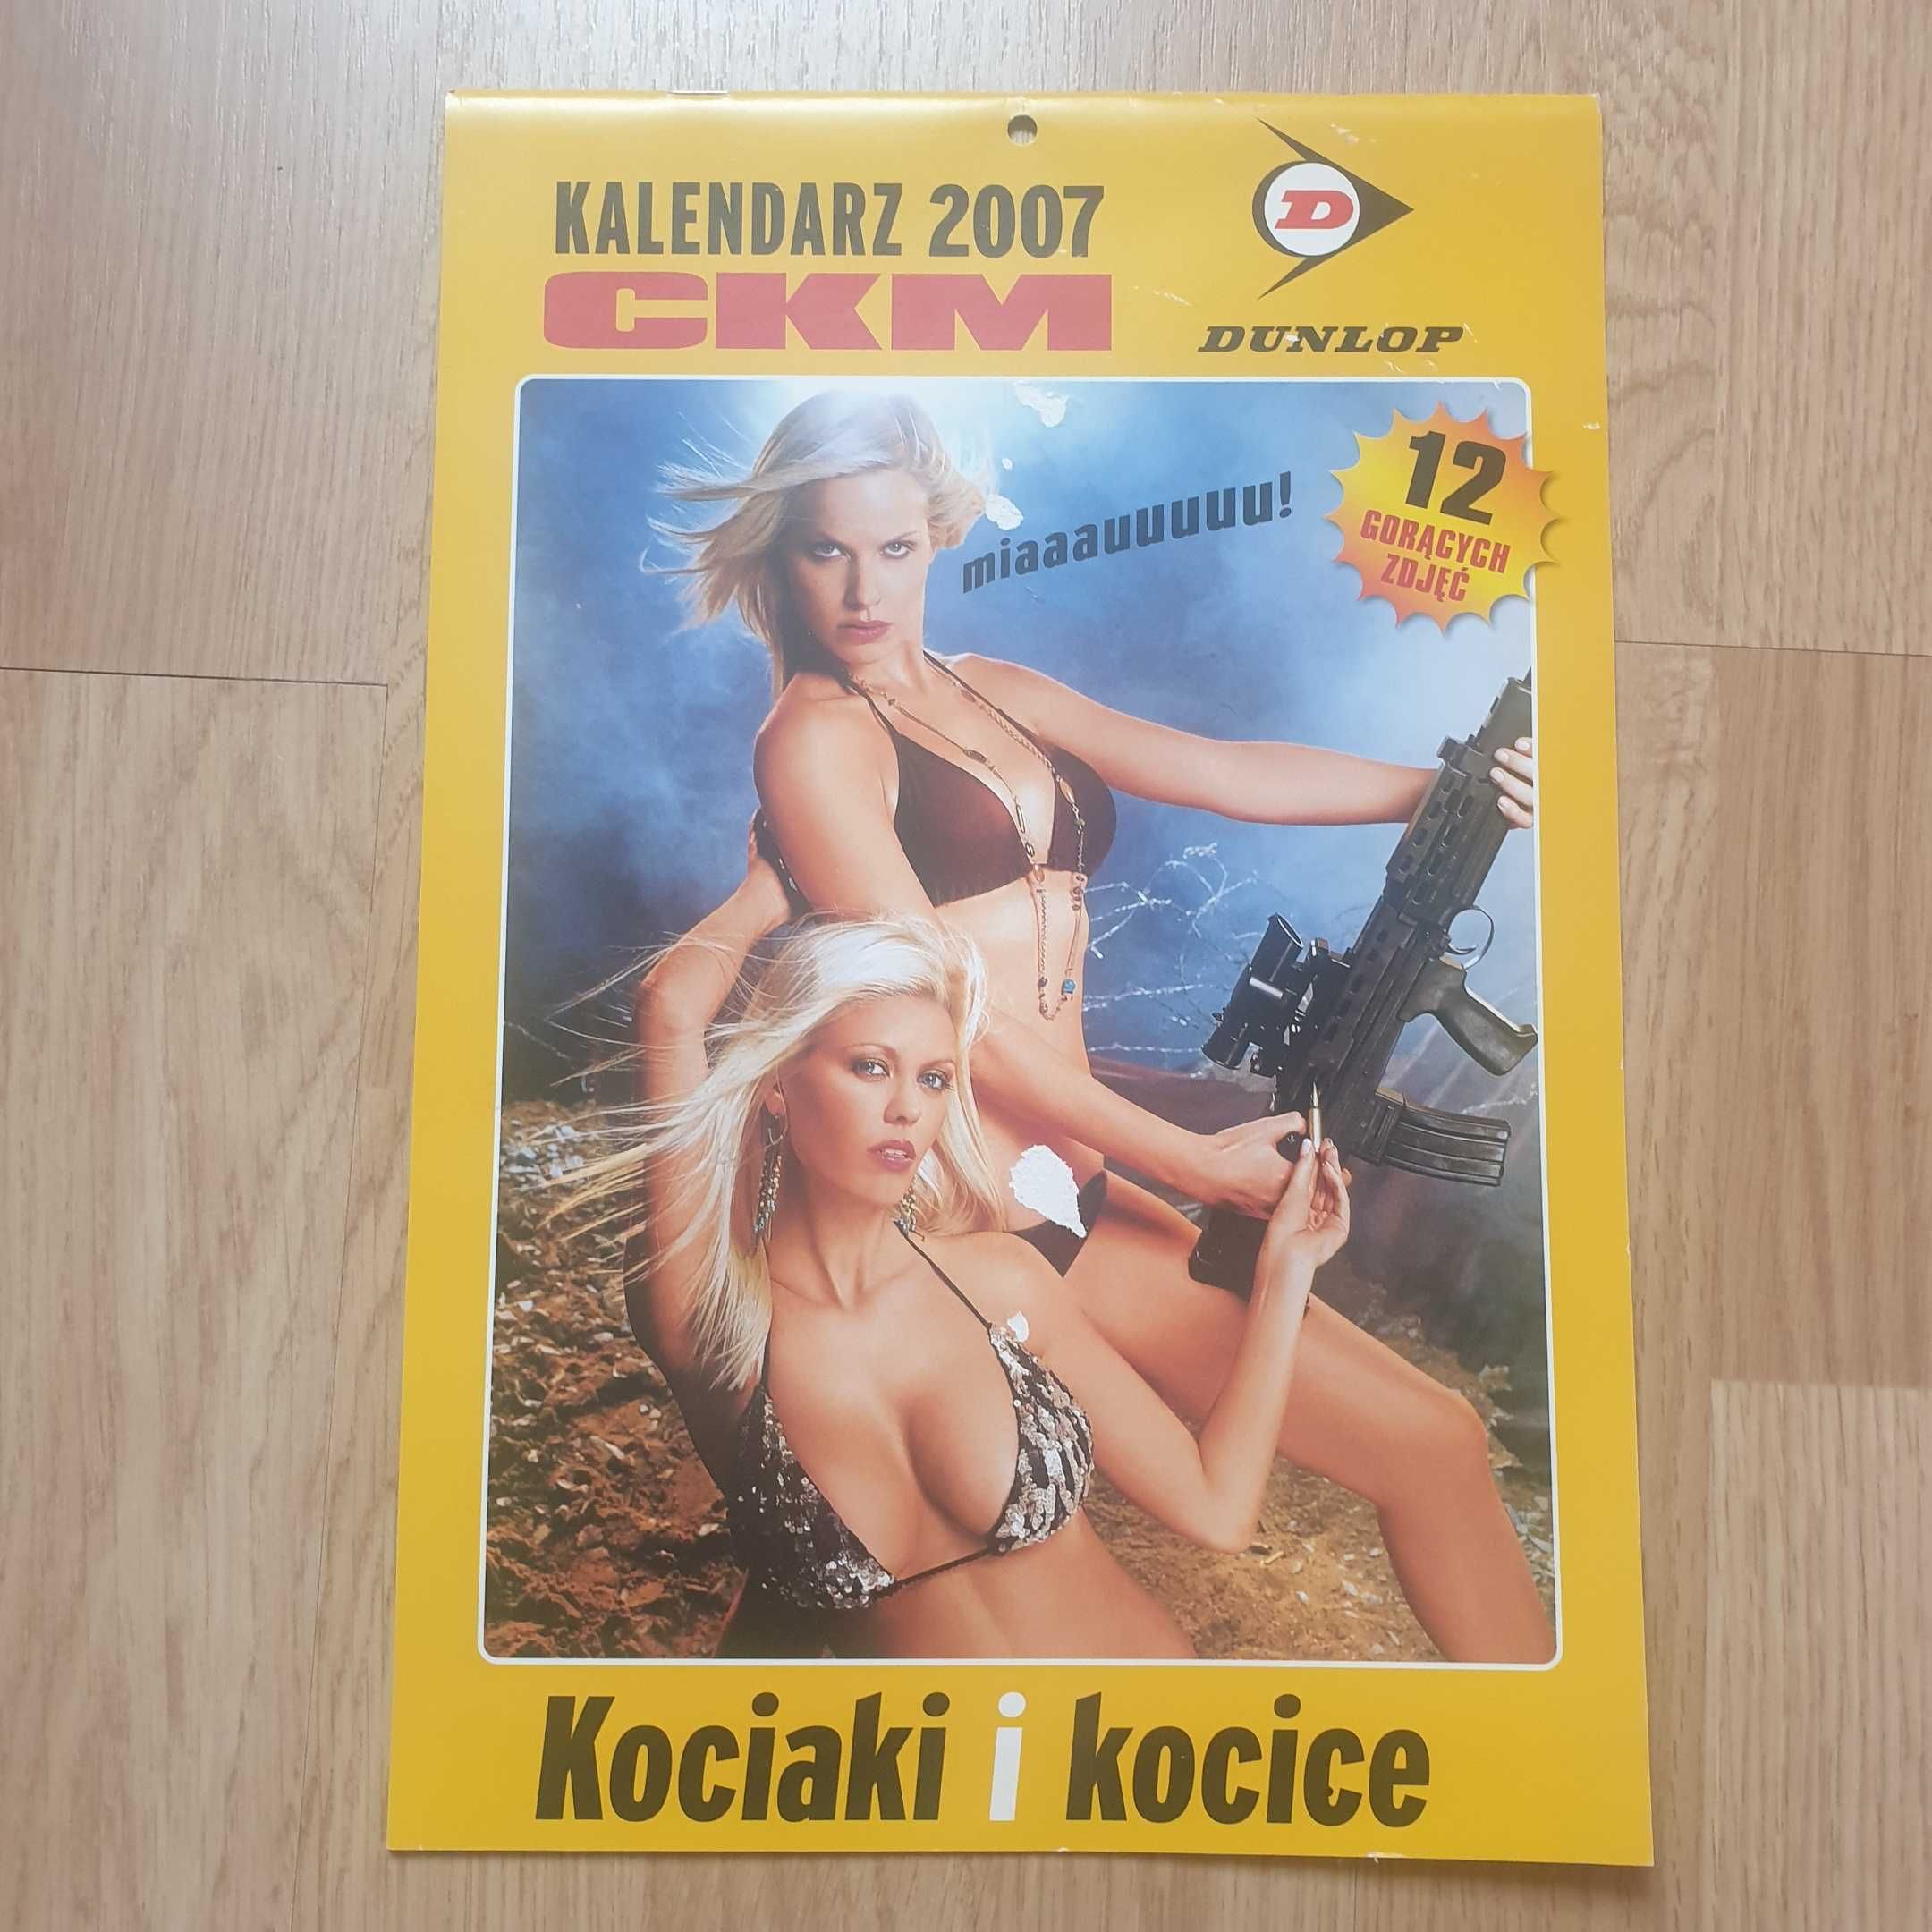 KALENDARZ 2007
CKM
D
DUNLOP
miaaauuuuu!
12
GORĄCYCH
ZDJĘĆ
Kociaki i kocice